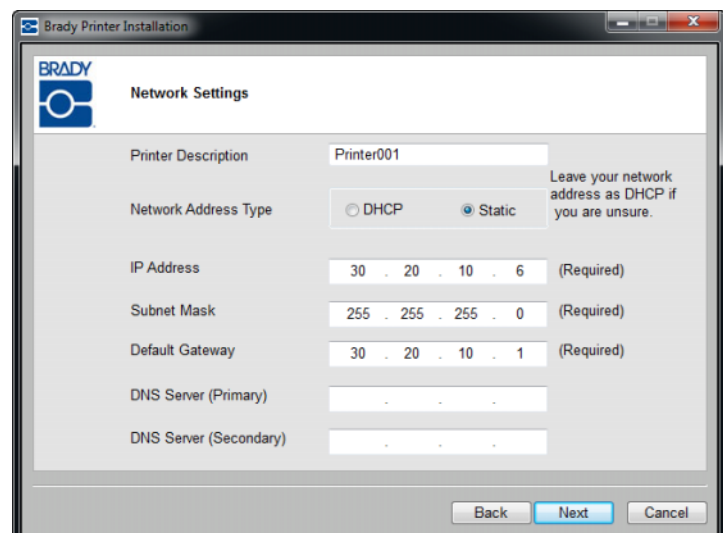 Brady Printer Installation
BRADY
Network Settings
Printer Description Printer001
Leave your network
address as DHCP if
you are unsure.
Network Address Type DHCP Static
IP Address 30 . 20 . 10 . 6 (Required)
Subnet Mask 255 . 255 . 255 . 0 (Required)
Default Gateway 30 . 20 . 10 . 1 (Required)
DNS Server (Primary) . . .
DNS Server (Secondary) . . .
Back Next Cancel